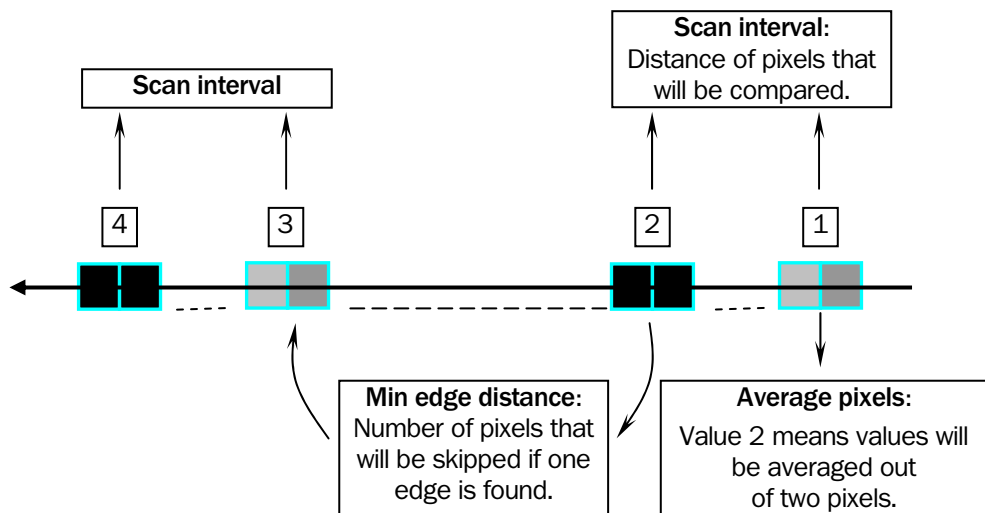 Scan interval:
Distance of pixels that
will be compared.
Scan interval
4
3
2
1
Min edge distance:
Number of pixels that
will be skipped if one
edge is found.
Average pixels:
Value 2 means values will
be averaged out
of two pixels.